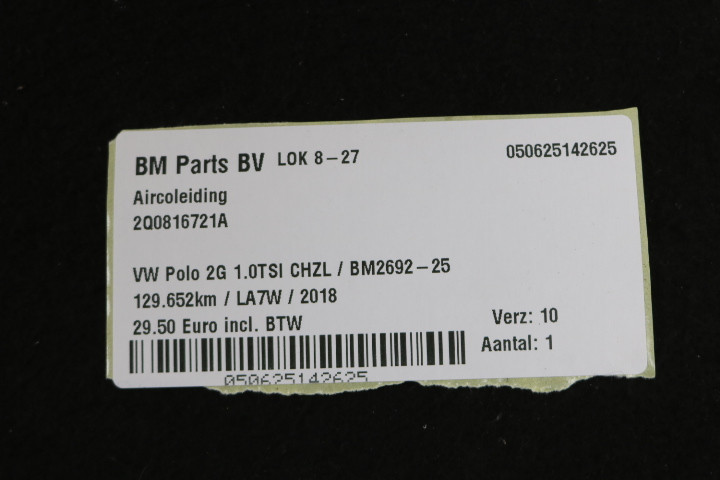 BM Parts BV LOK 8-27 050625142625
Aircoleiding
2Q0816721A
VW Polo 2G 1.0TSI CHZL / BM2692-25
129.652km / LA7W / 2018
29.50 Euro incl. BTW Verz: 10
Aantal: 1
050625142625